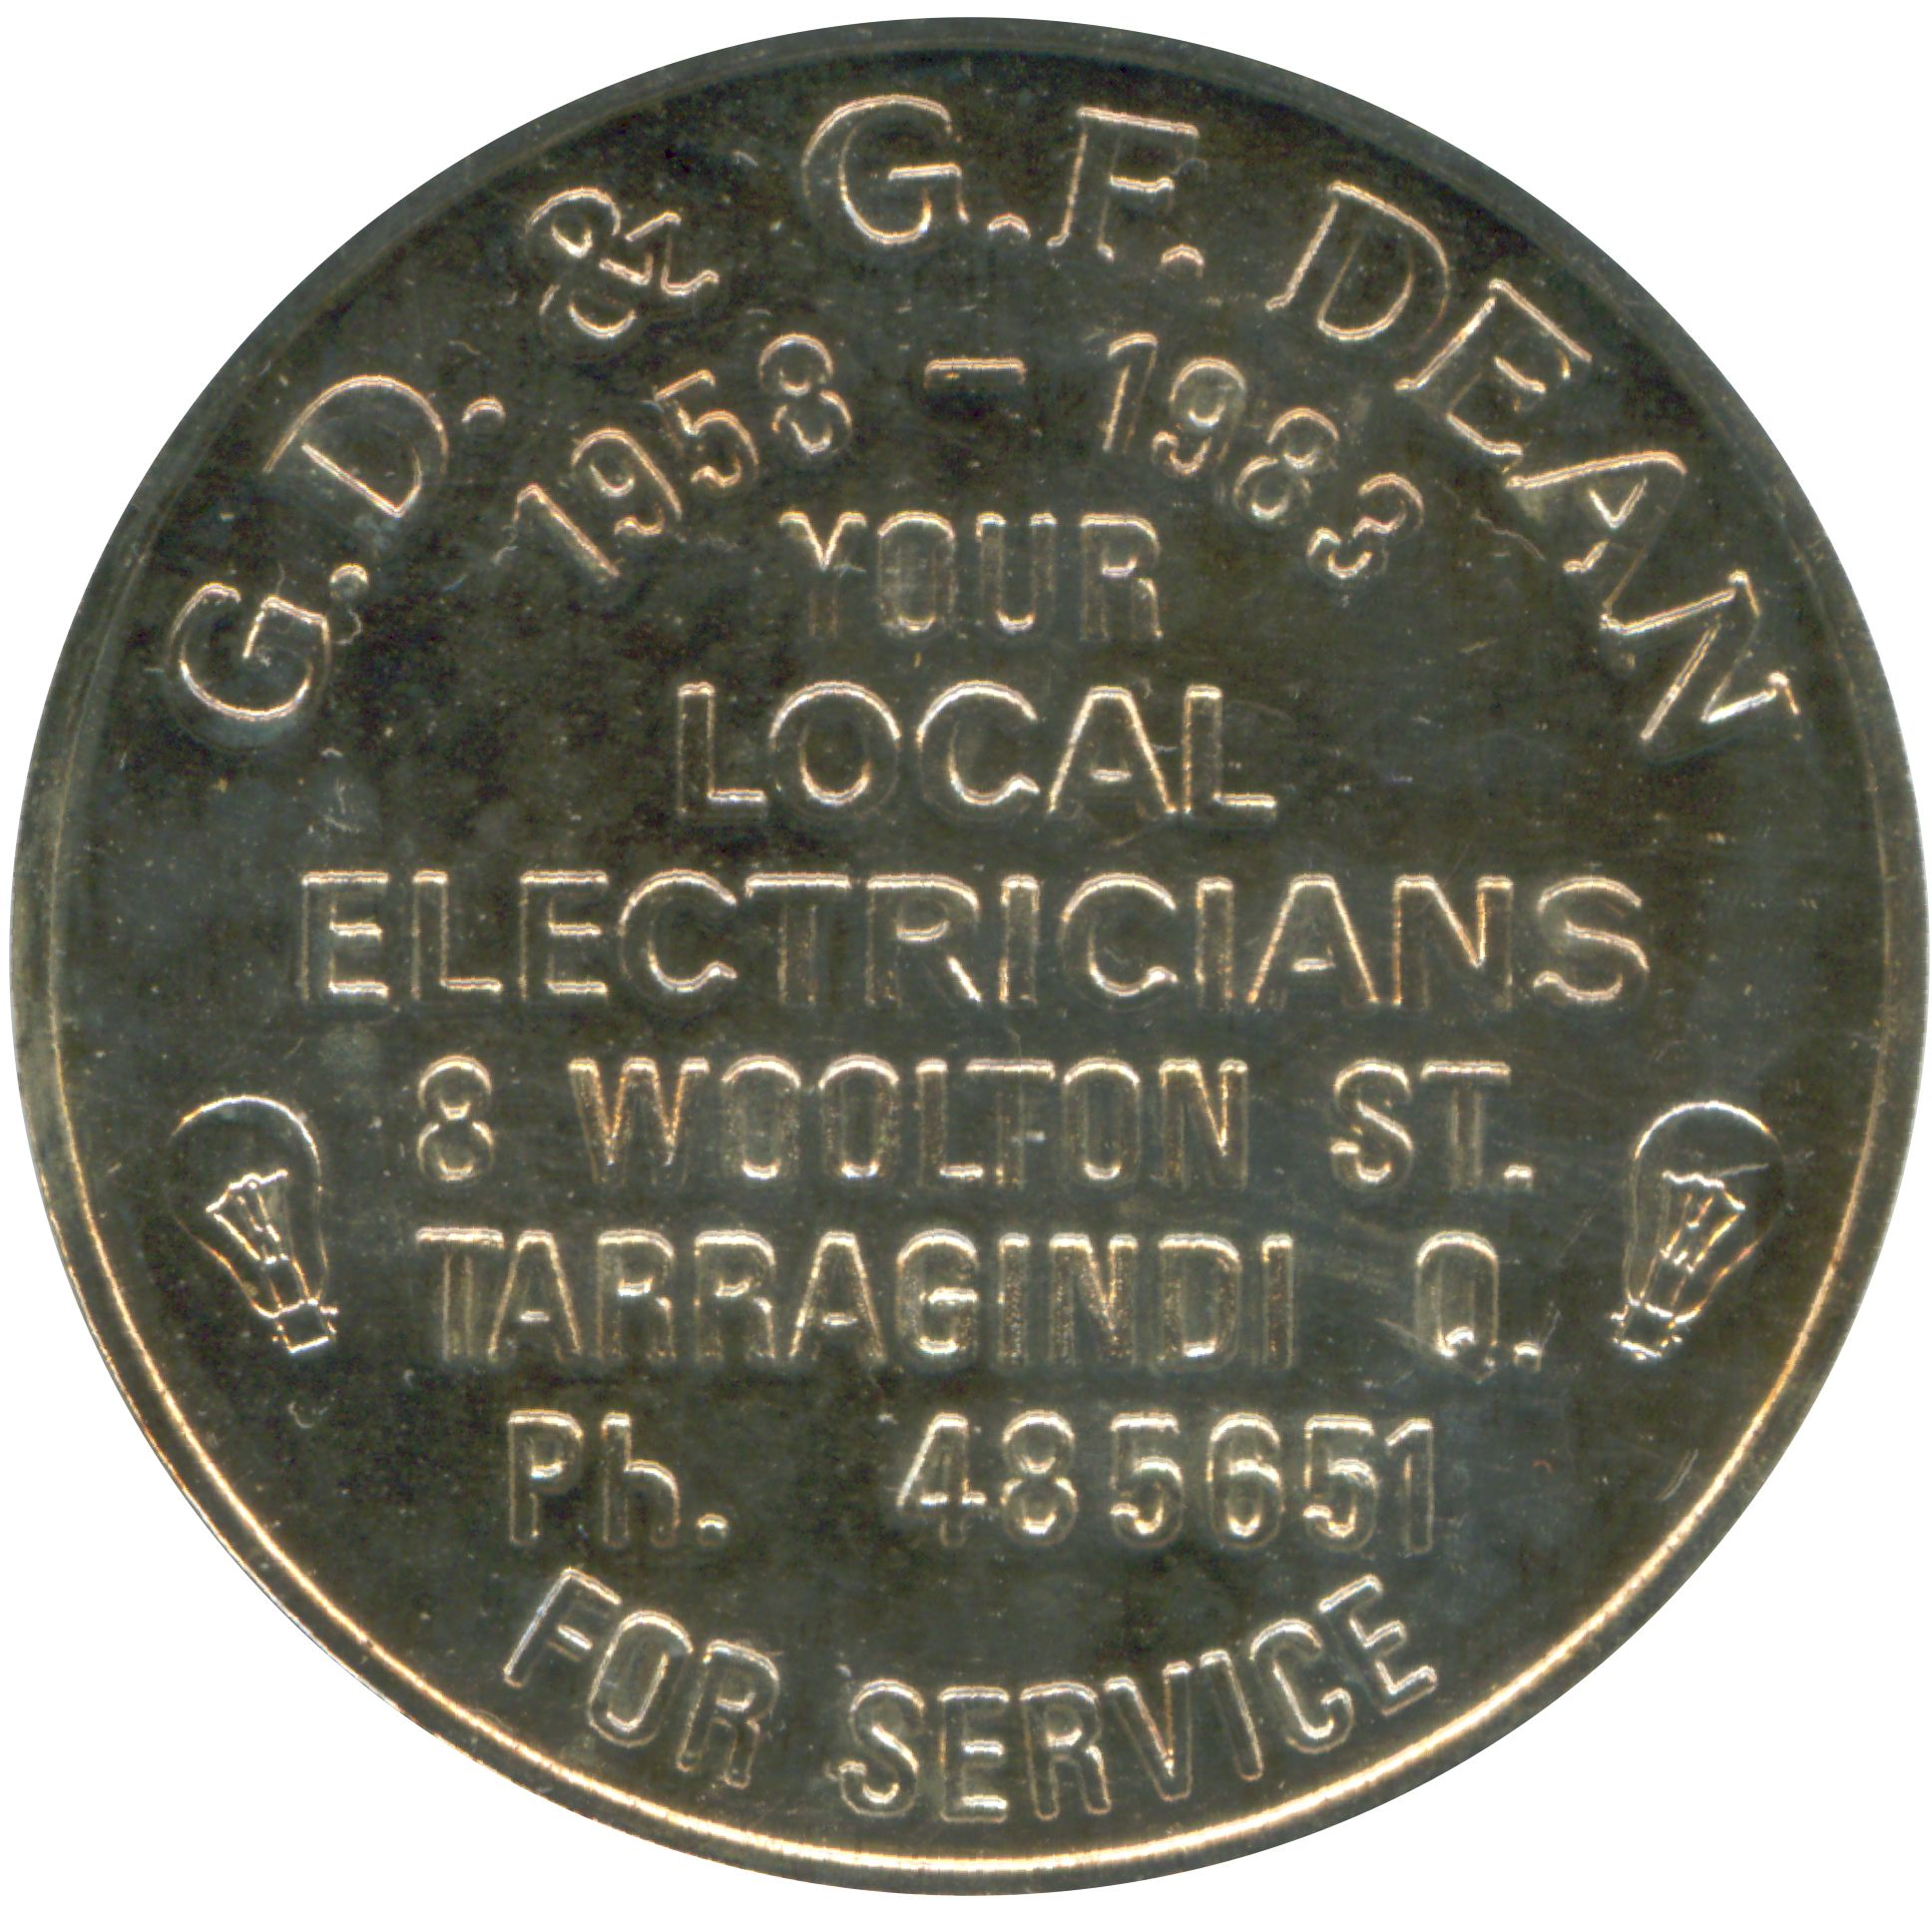 G.D. & G.F. DEAN
1958 - 1983
YOUR
LOCAL
ELECTRICIANS
8 WOOLTON ST.
TARRAGINDI Q.
Ph. 485651
FOR SERVICE